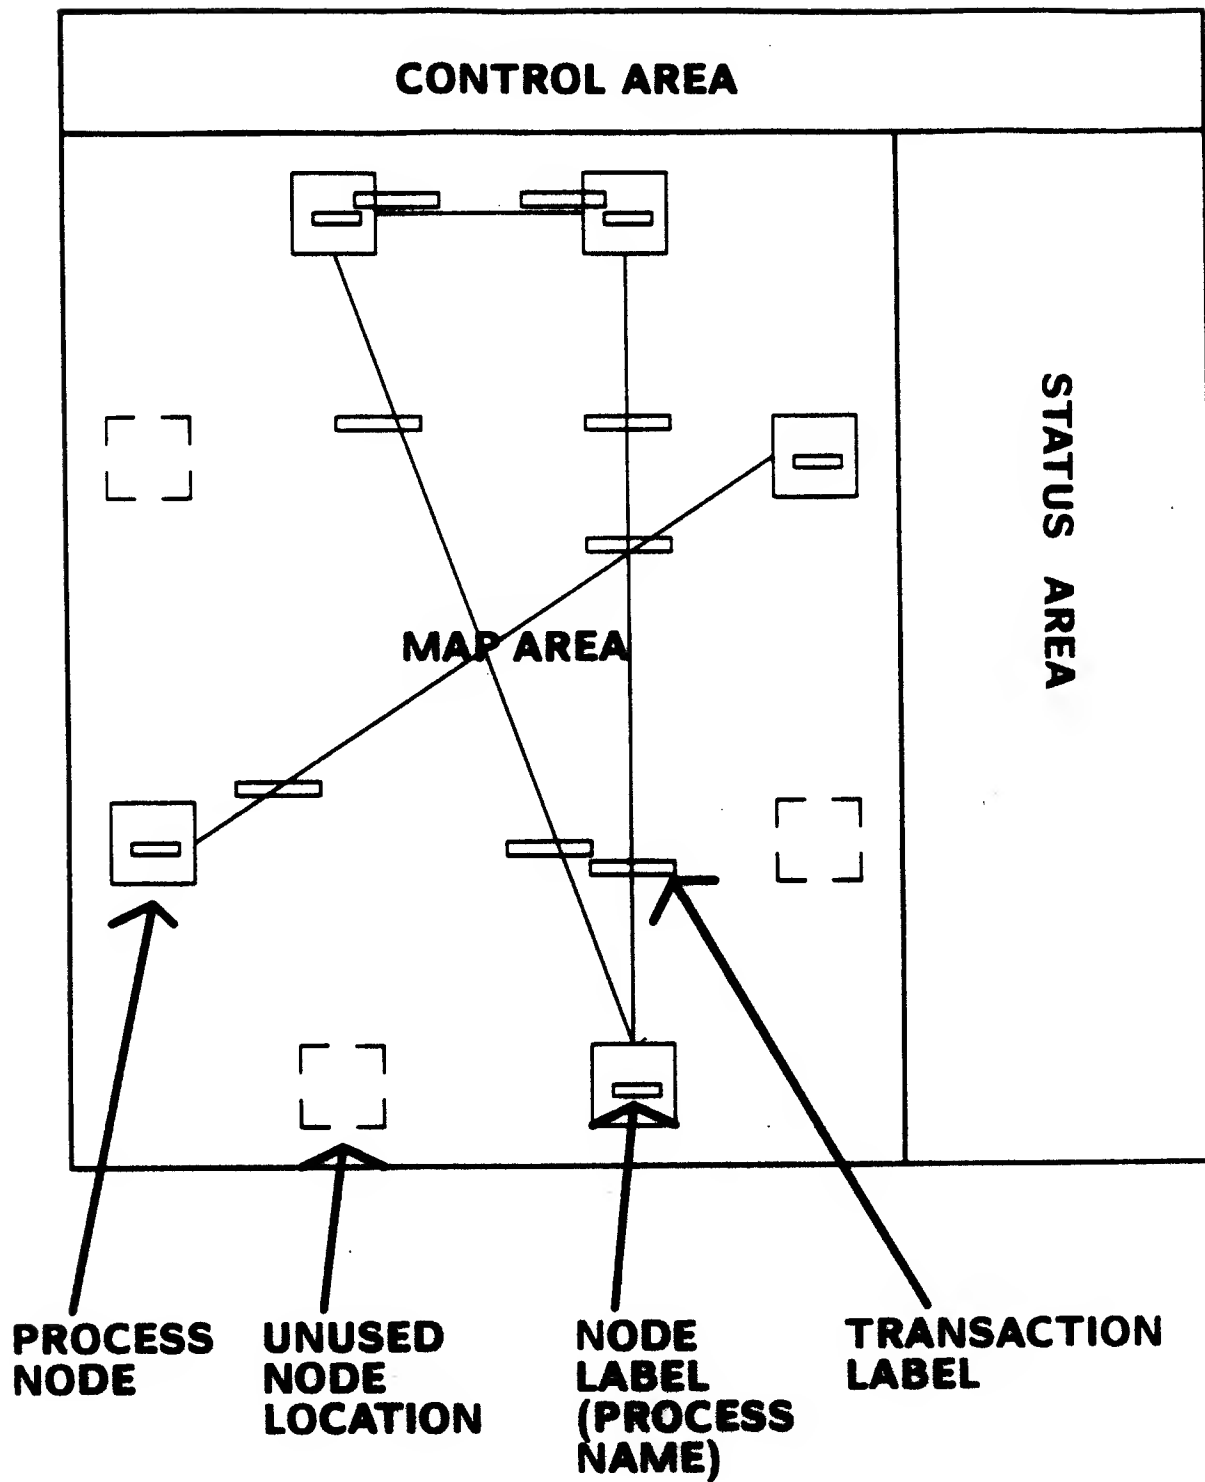 CONTROL AREA
STATUS AREA
MAP AREA
PROCESS
NODE
UNUSED
NODE
LOCATION
NODE
LABEL
(PROCESS
NAME)
TRANSACTION
LABEL